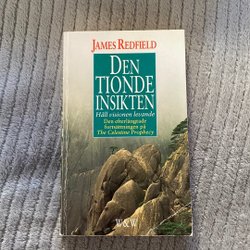 JAMES REDFIELD
DEN
TIONDE
INSIKTEN
Håll visionen levande
Den efterlängtade
fortsättningen på
The Celestine Prophecy
W&W